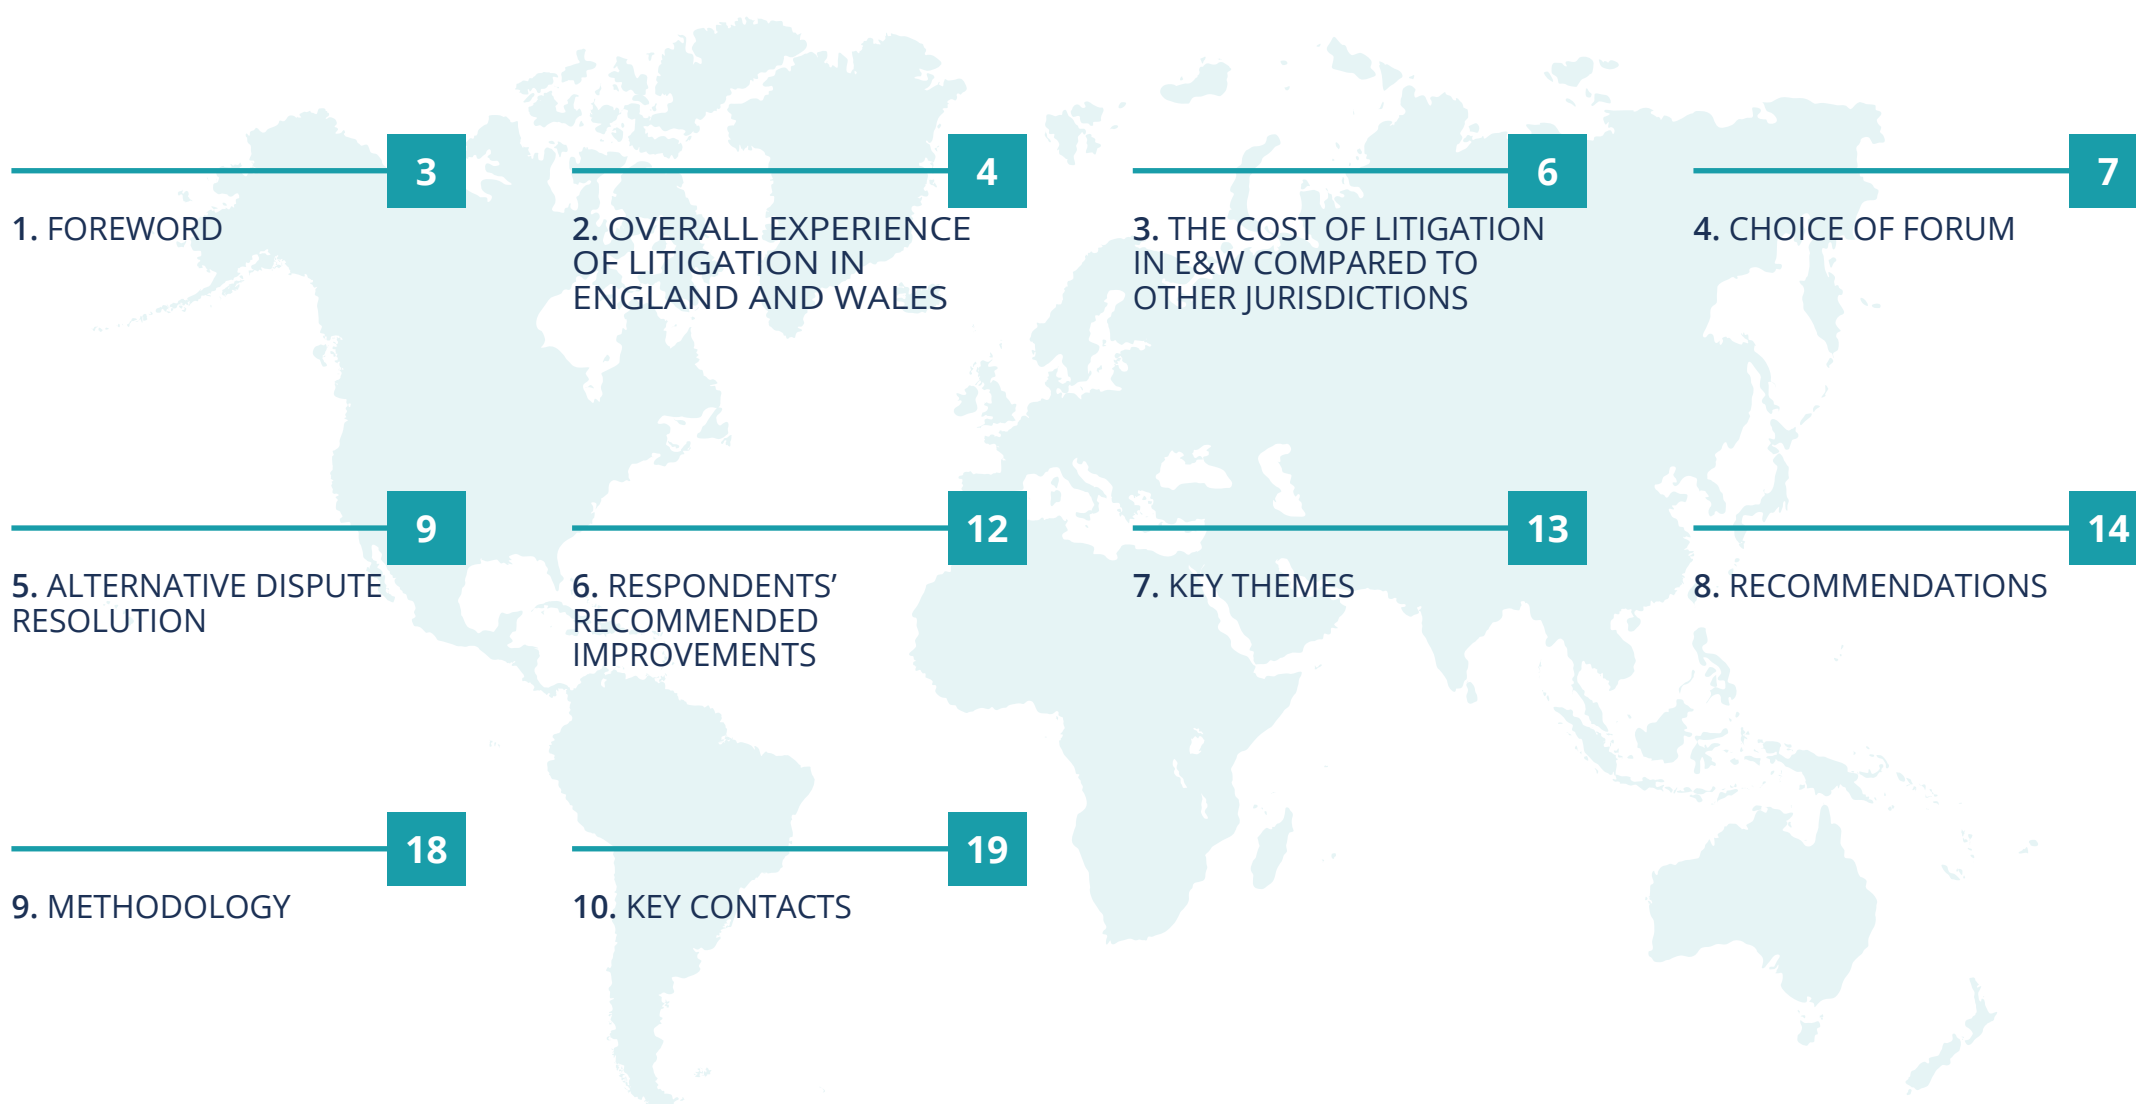 3
1. FOREWORD
4
2. OVERALL EXPERIENCE
OF LITIGATION IN
ENGLAND AND WALES
6
3. THE COST OF LITIGATION
IN E&W COMPARED TO
OTHER JURISDICTIONS
7
4. CHOICE OF FORUM
9
5. ALTERNATIVE DISPUTE
RESOLUTION
12
6. RESPONDENTS’
RECOMMENDED
IMPROVEMENTS
13
7. KEY THEMES
14
8. RECOMMENDATIONS
18
9. METHODOLOGY
19
10. KEY CONTACTS